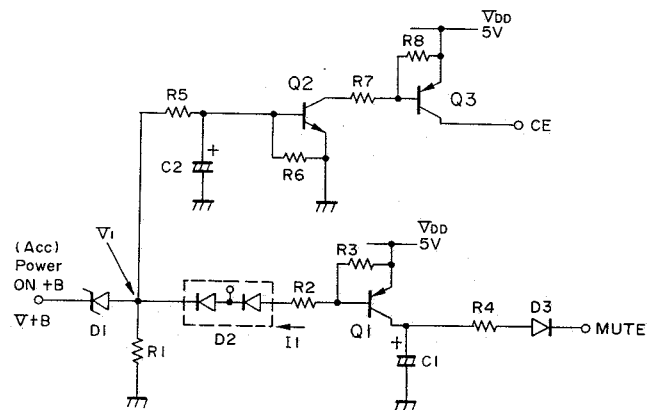 VDD
5V
R8
Q2
R7
R5
Q3
CE
C2
+
R6
(Acc)
Power
ON +B
V+B
V1
VDD
5V
R3
R2
D1
D2
I1
Q1
R4
D3
MUTE
R1
+
C1